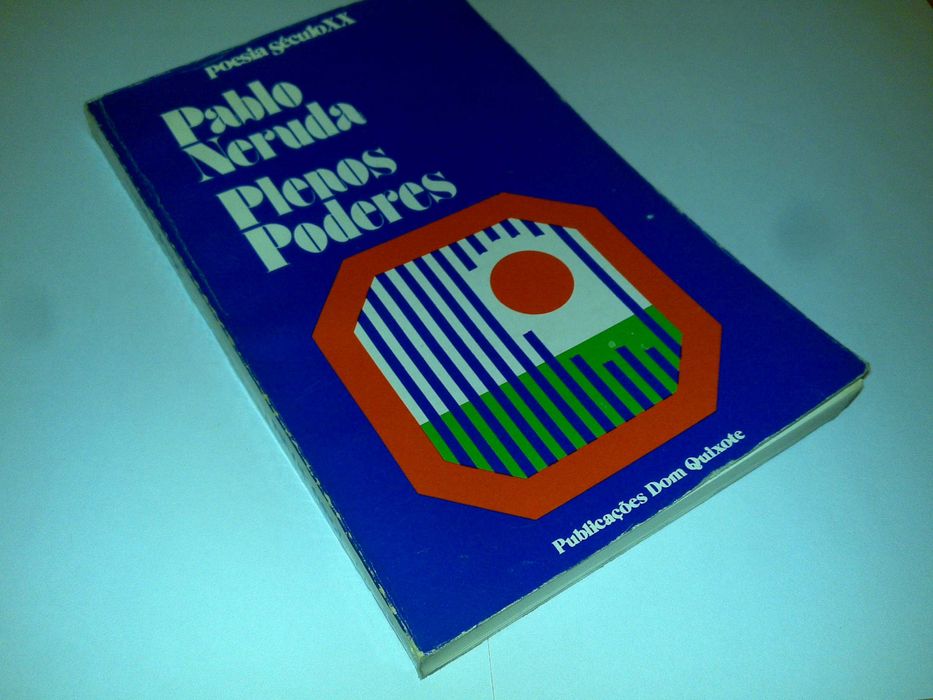 poesia século XX
Pablo
Neruda
Plenos
Poderes
Publicações Dom Quixote